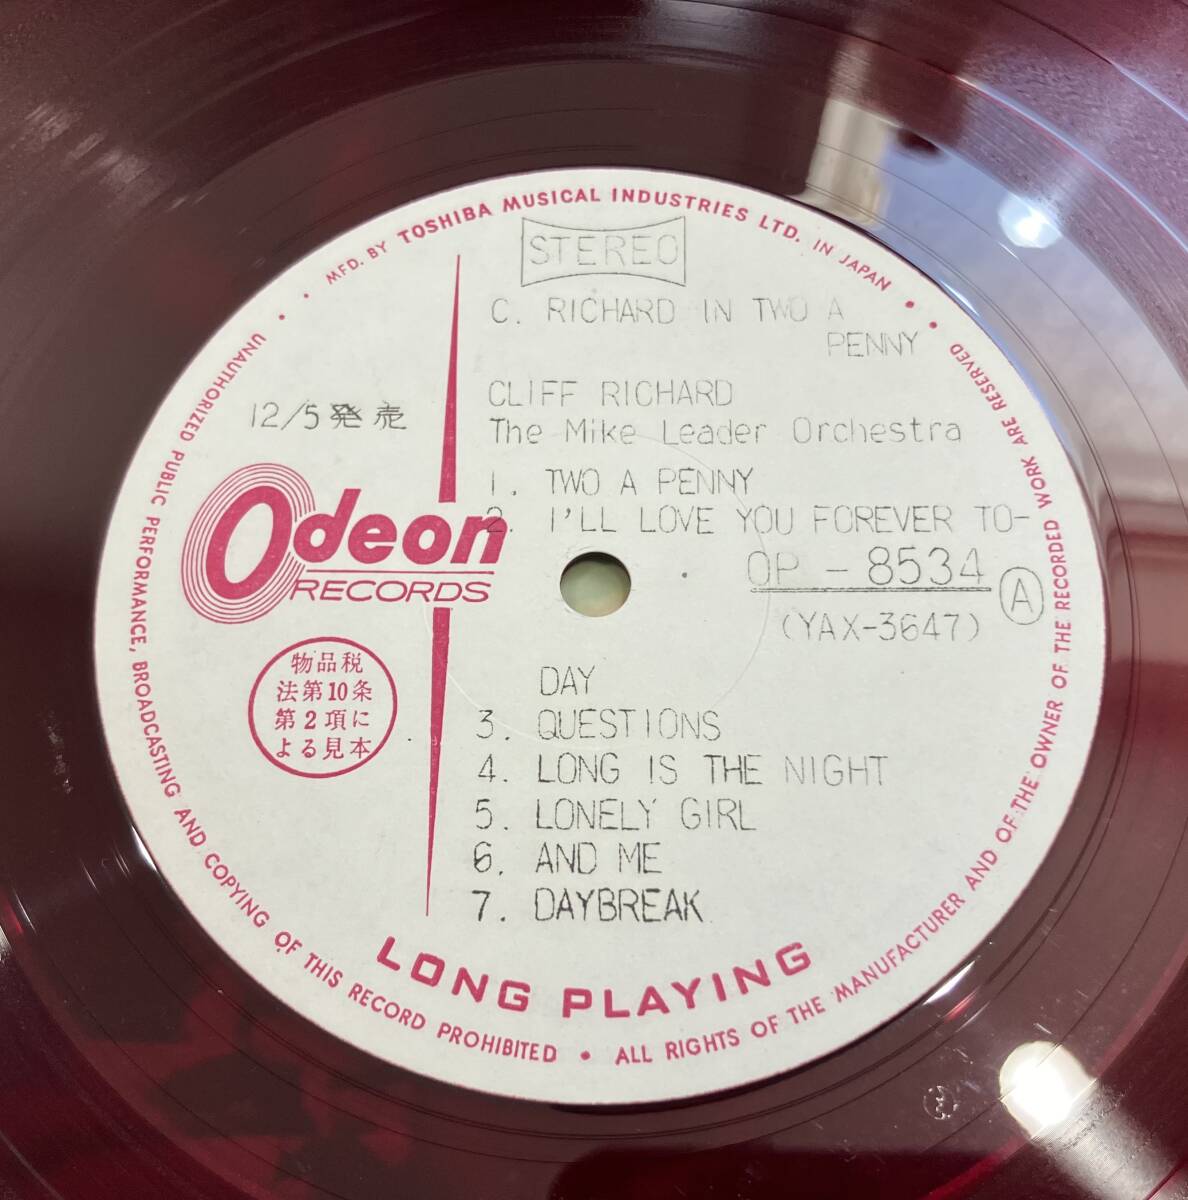 MFD. BY TOSHIBA MUSICAL INDUSTRIES LTD. IN JAPAN
STEREO
C. RICHARD IN TWO A
PENNY
CLIFF RICHARD
The Mike Leader Orchestra
12/5発売
1. TWO A PENNY
2. I'LL LOVE YOU FOREVER TO-
Odeon
RECORDS
OP-8534
A
(YAX-3647)
DAY
3. QUESTIONS
4. LONG IS THE NIGHT
5. LONELY GIRL
6. AND ME
7. DAYBREAK
物品税
法第10条
第2項に
よる見本
LONG PLAYING
UNAUTHORIZED PUBLIC PERFORMANCE, BROADCASTING AND COPYING OF THIS RECORD PROHIBITED • ALL RIGHTS OF THE MANUFACTURER AND OF THE OWNER OF THE RECORDED WORK ARE RESERVED